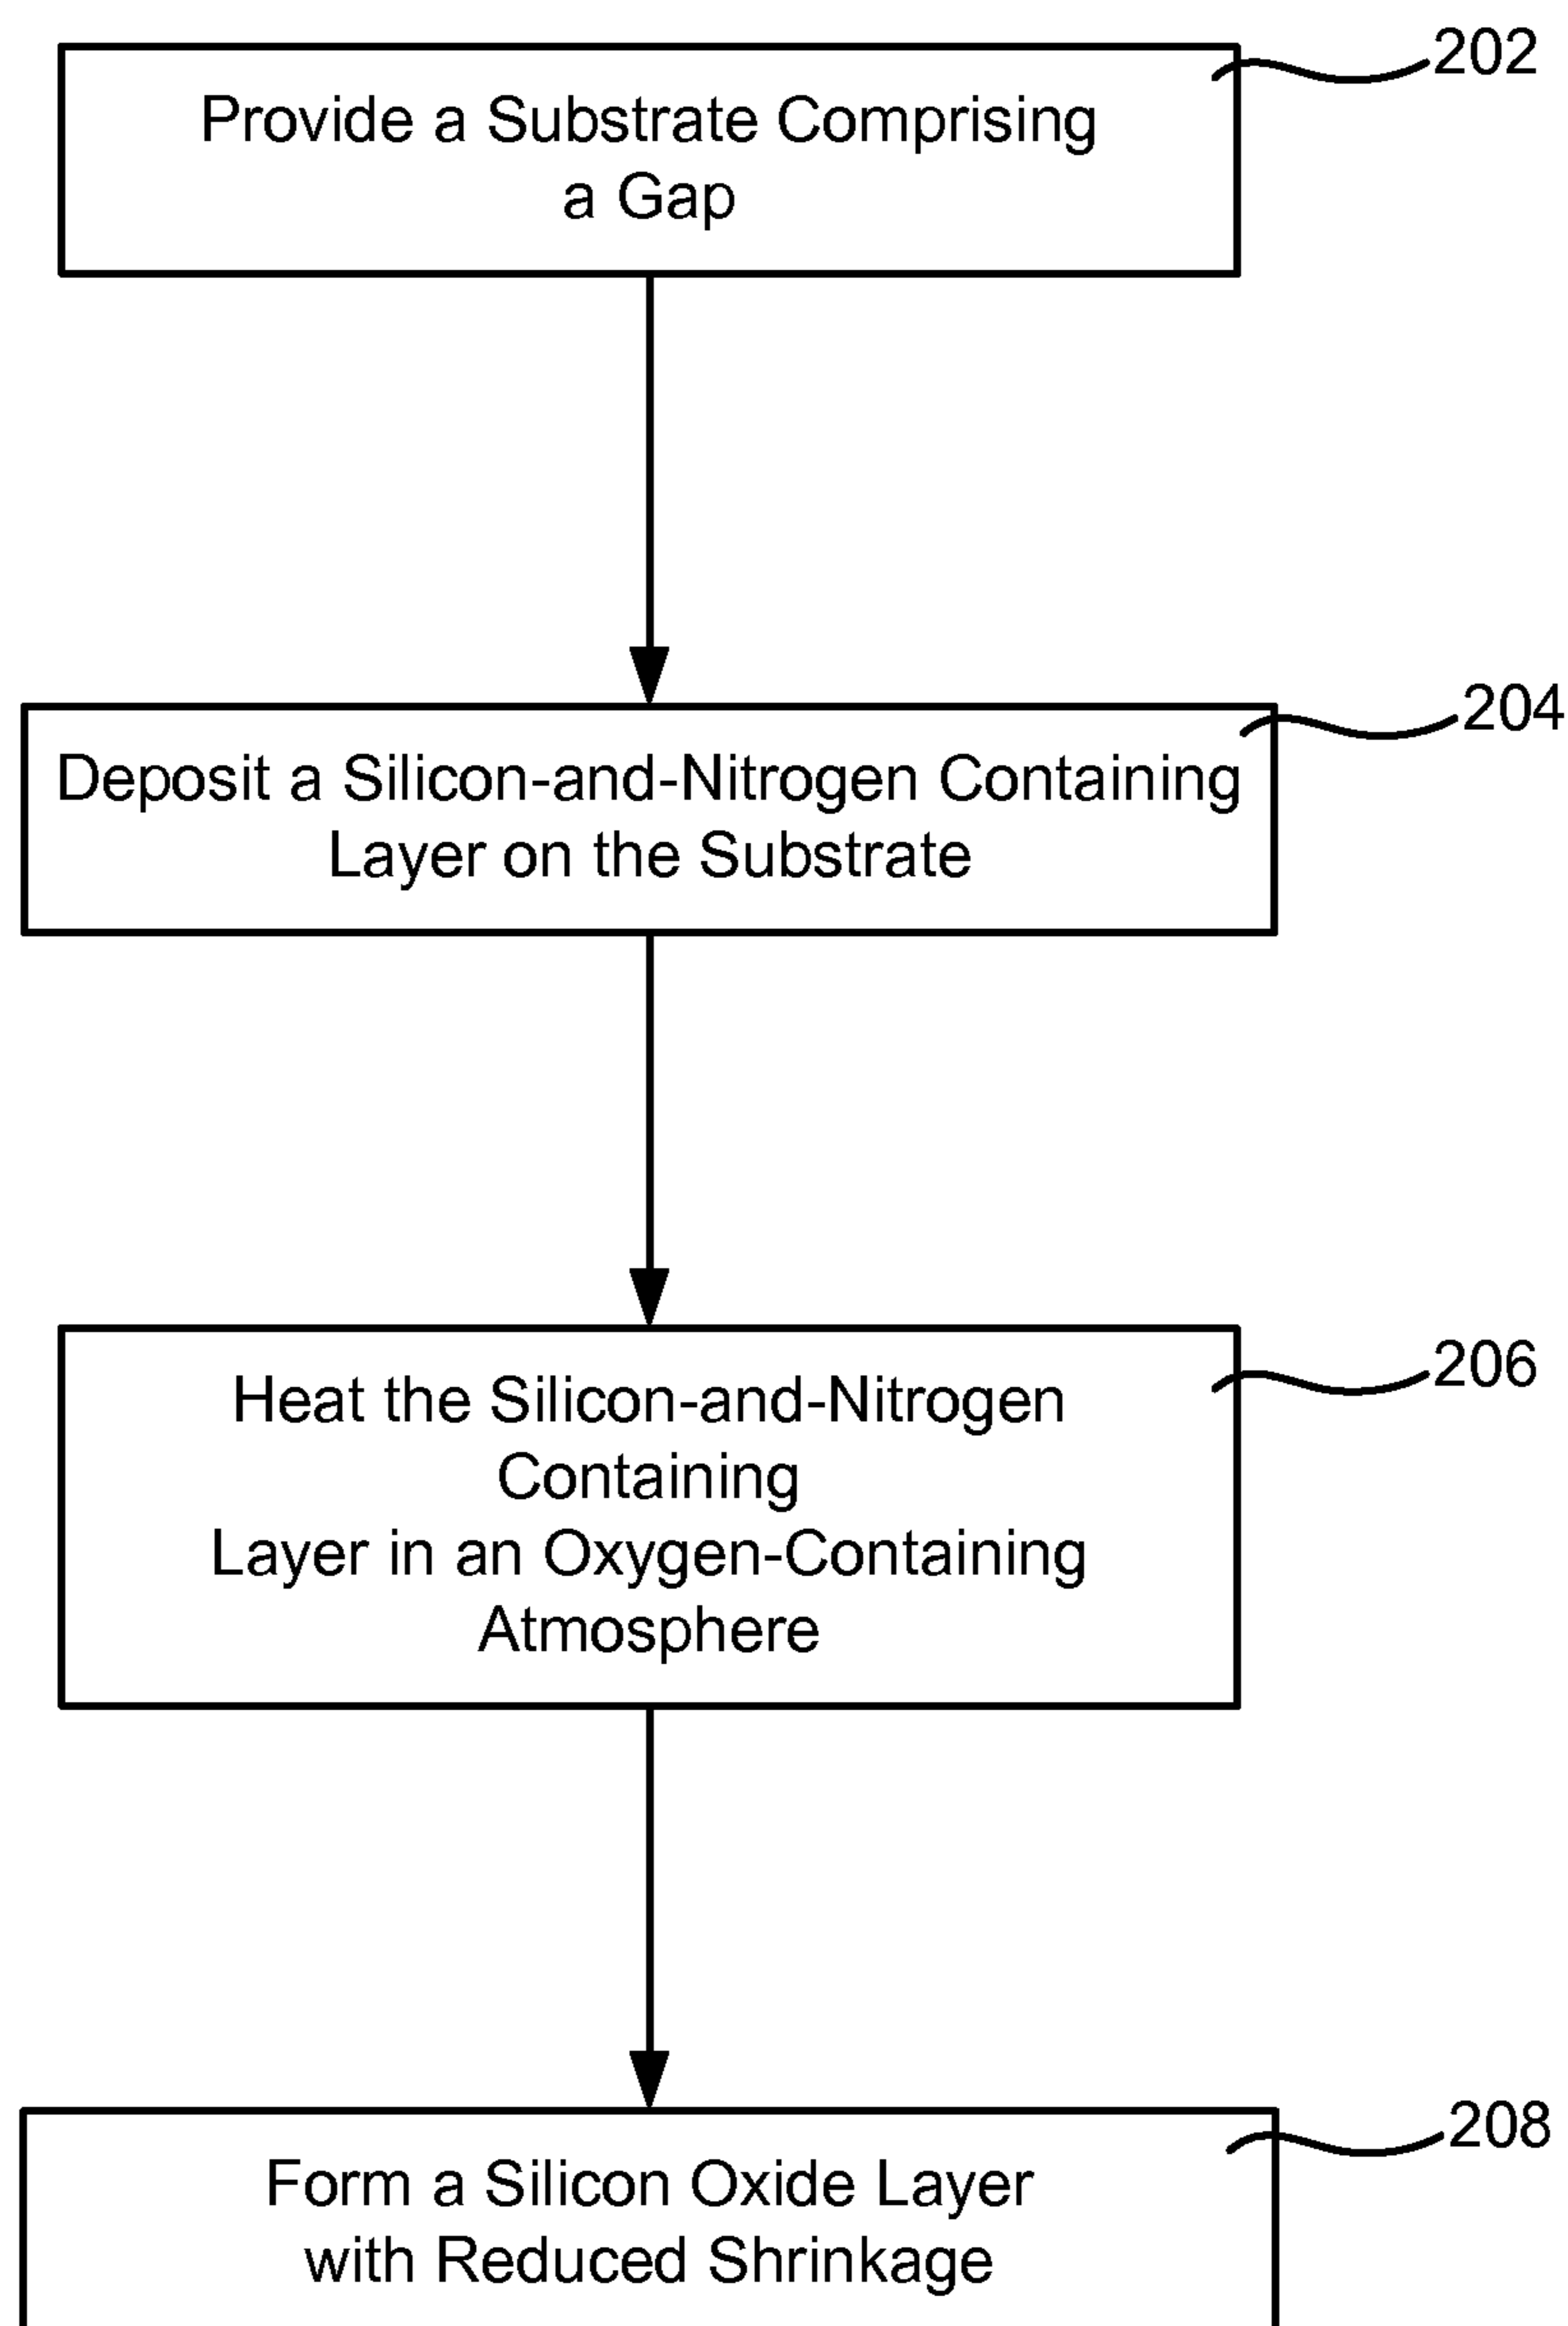 202
Provide a Substrate Comprising
a Gap
204
Deposit a Silicon-and-Nitrogen Containing
Layer on the Substrate
206
Heat the Silicon-and-Nitrogen
Containing
Layer in an Oxygen-Containing
Atmosphere
208
Form a Silicon Oxide Layer
with Reduced Shrinkage